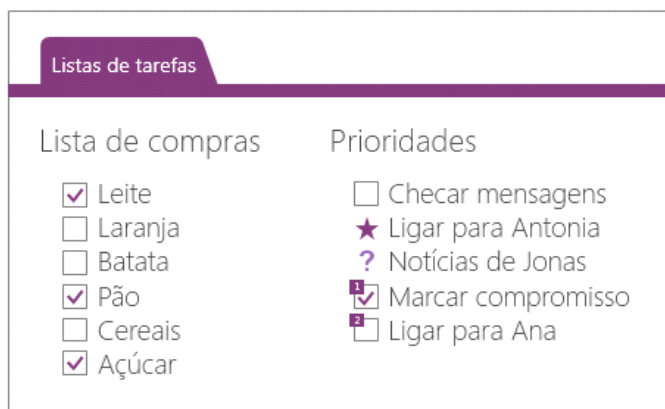 Listas de tarefas
Lista de compras
Leite
Laranja
Batata
Pão
Cereais
Açúcar
Prioridades
Checar mensagens
Ligar para Antonia
? Notícias de Jonas
1 Marcar compromisso
2 Ligar para Ana